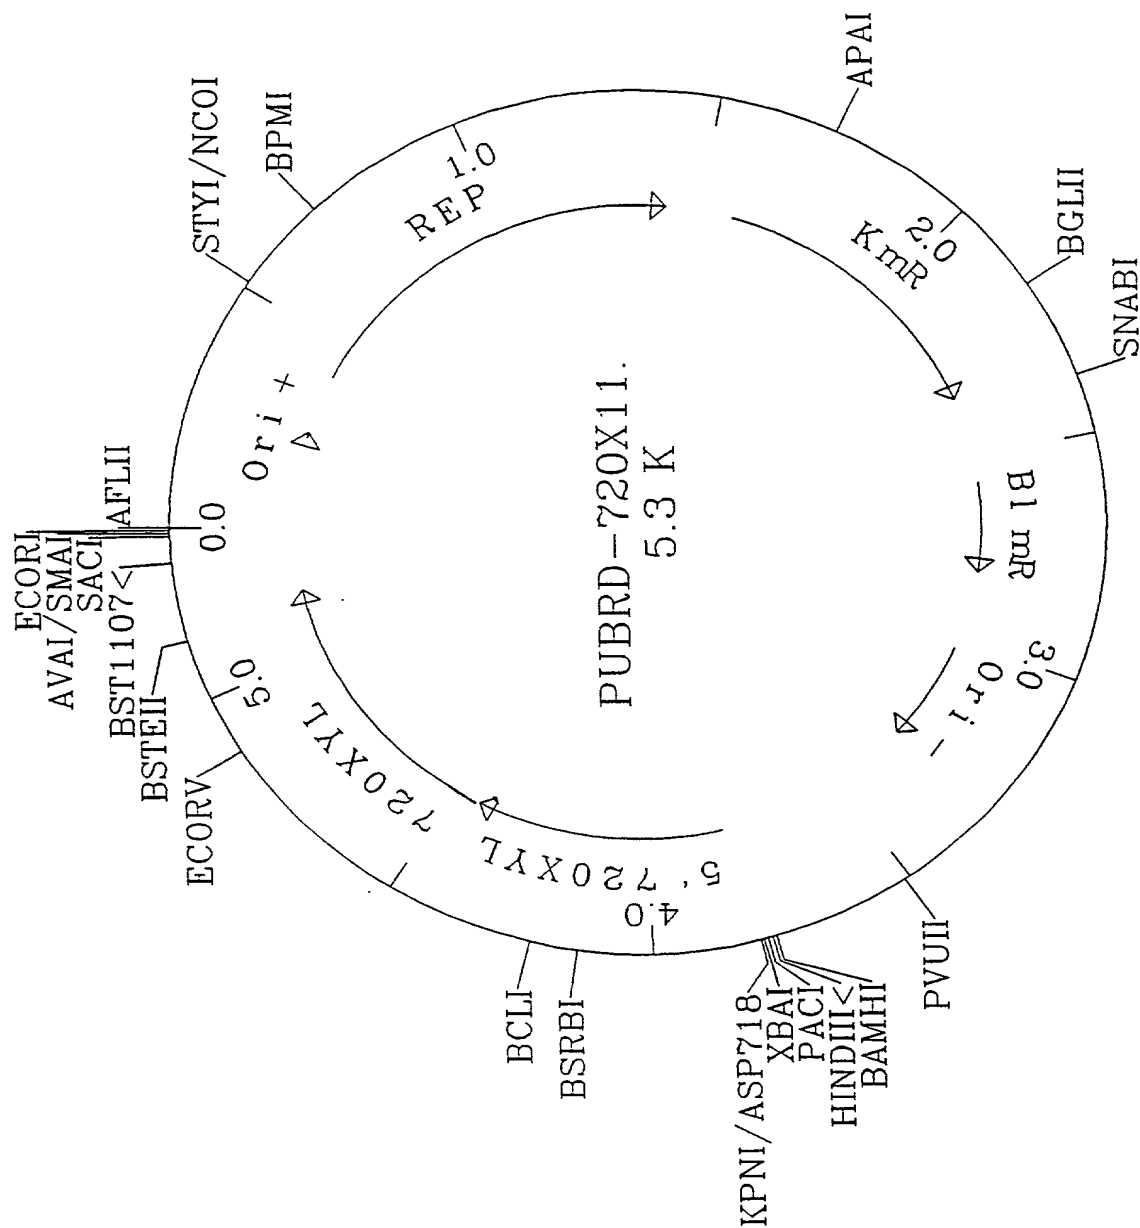 PUBRD-720X11.
5.3 K
0.0
AFLII
Ori +
STYI/NCOI
BPMI
1.0
REP
APAI
KmR
2.0
BGLII
SNABI
BlmR
3.0
Ori -
PVUII
BAMHI
HINDIII<
PACI
XBAI
KPNI/ASP718
4.0
5' 720XYL
BSRBI
BCLI
720XYL
ECORV
5.0
BSTEII
BST1107<
SACI
AVAI/SMAI
ECORI